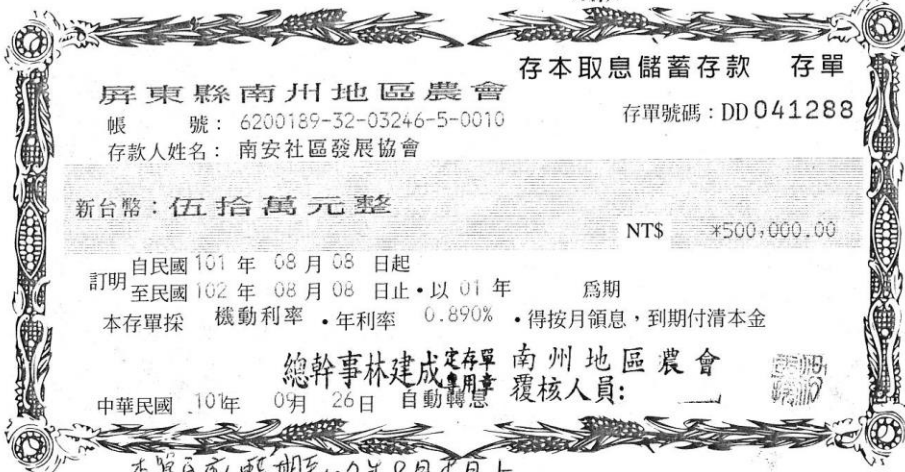 存本取息儲蓄存款 存單
屏東縣南州地區農會
存單號碼：DD 041288
帳 號：6200189-32-03246-5-0010
存款人姓名：南安社區發展協會
新台幣：伍拾萬元整
NT$ *500,000.00
訂明 自民國 101 年 08 月 08 日起
至民國 102 年 08 月 08 日止・以 01 年 為期
本存單採 機動利率 ・年利率 0.890% ・得按月領息，到期付清本金
總幹事林建成 定存單專用章 南州地區農會
覆核人員：
中華民國 101年 09月 26日 自動轉息